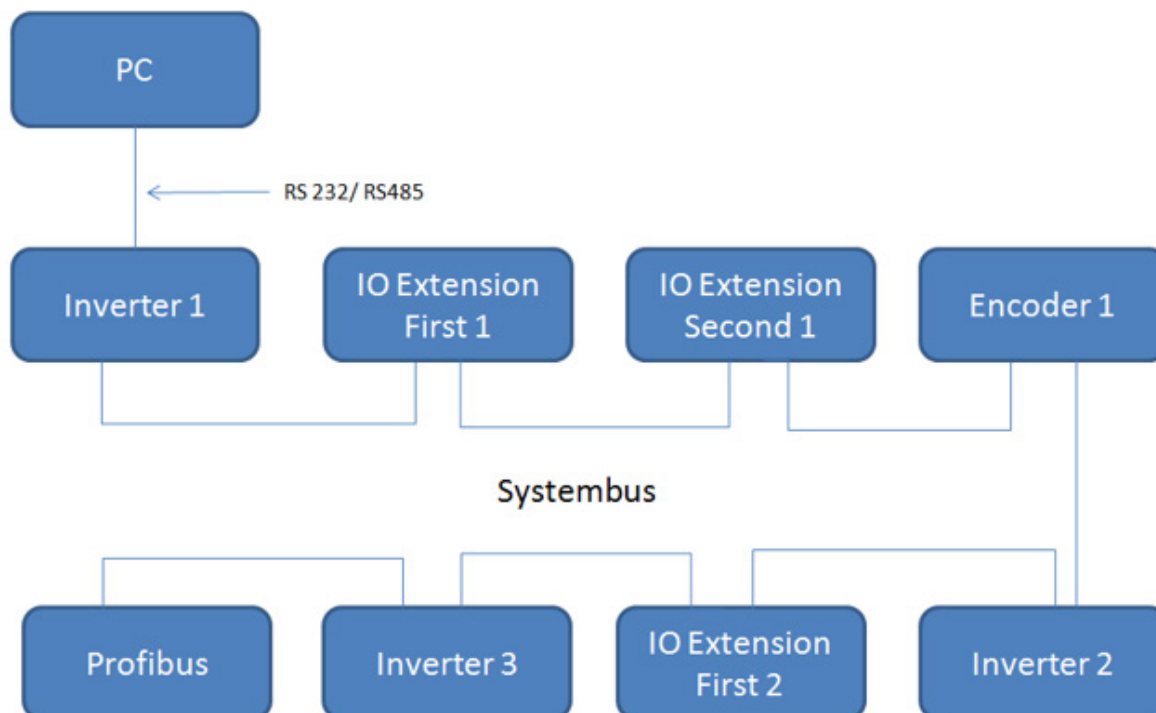 PC
RS 232/ RS485
Inverter 1
IO Extension
First 1
IO Extension
Second 1
Encoder 1
Systembus
Profibus
Inverter 3
IO Extension
First 2
Inverter 2